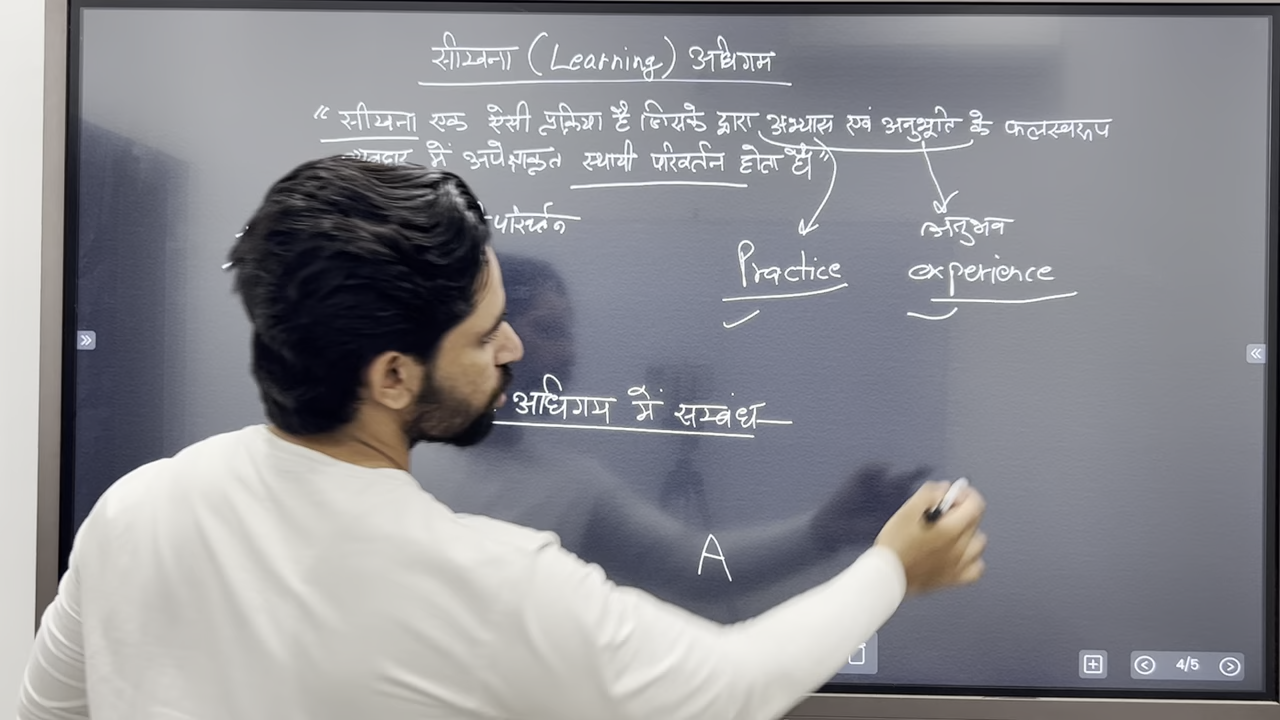 सीखना (Learning) अधिगम
“ सीखना एक ऐसी प्रक्रिया है जिसके द्वारा अभ्यास एवं अनुभूति के फलस्वरूप
व्यवहार में अपेक्षाकृत स्थायी परिवर्तन होता है”
परिवर्तन
अनुभव
Practice experience
अधिगम में सम्बंध—
A
4/5